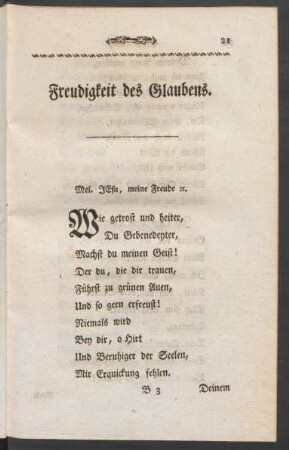 21
Freudigkeit des Glaubens.
Mel. JEſu, meine Freude ꝛc.
Wie getroſt und heiter,
Du Gebenedeyter,
Machſt du meinen Geiſt!
Der du, die dir trauen,
Führſt zu grünen Auen,
Und ſo gern erfreuſt!
Niemals wird
Bey dir, o Hirt
Und Beruhiger der Seelen,
Mir Erquickung fehlen.
B 3 Deinem